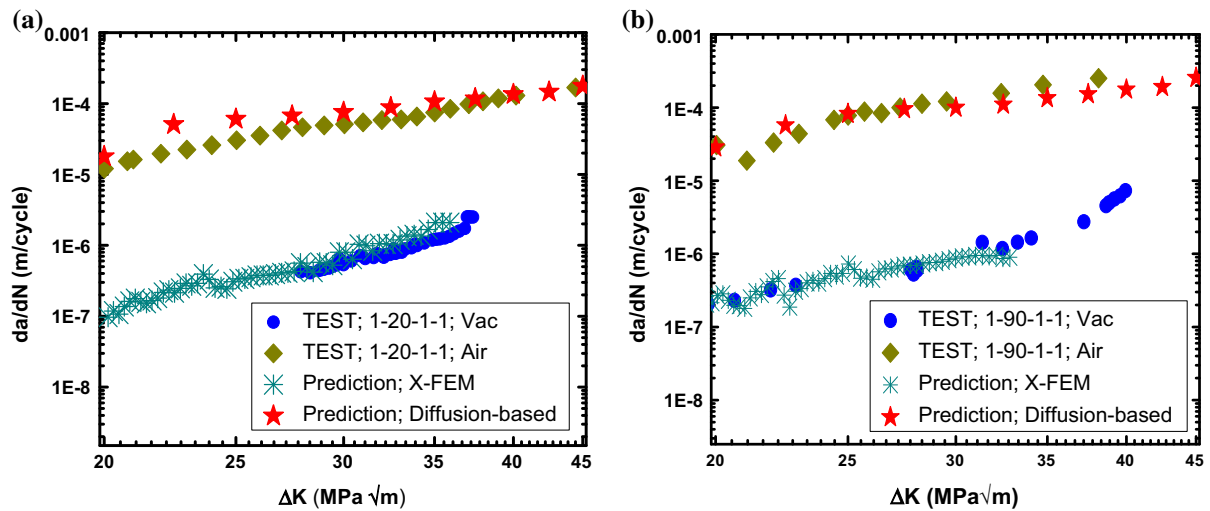 (a)
0.001
1E-4
1E-5
1E-6
1E-7
1E-8
da/dN (m/cycle)
TEST; 1-20-1-1; Vac
TEST; 1-20-1-1; Air
Prediction; X-FEM
Prediction; Diffusion-based
20 25 30 35 40 45
ΔK (MPa √m)
(b)
0.001
1E-4
1E-5
1E-6
1E-7
1E-8
da/dN (m/cycle)
TEST; 1-90-1-1; Vac
TEST; 1-90-1-1; Air
Prediction; X-FEM
Prediction; Diffusion-based
20 25 30 35 40 45
ΔK (MPa√m)